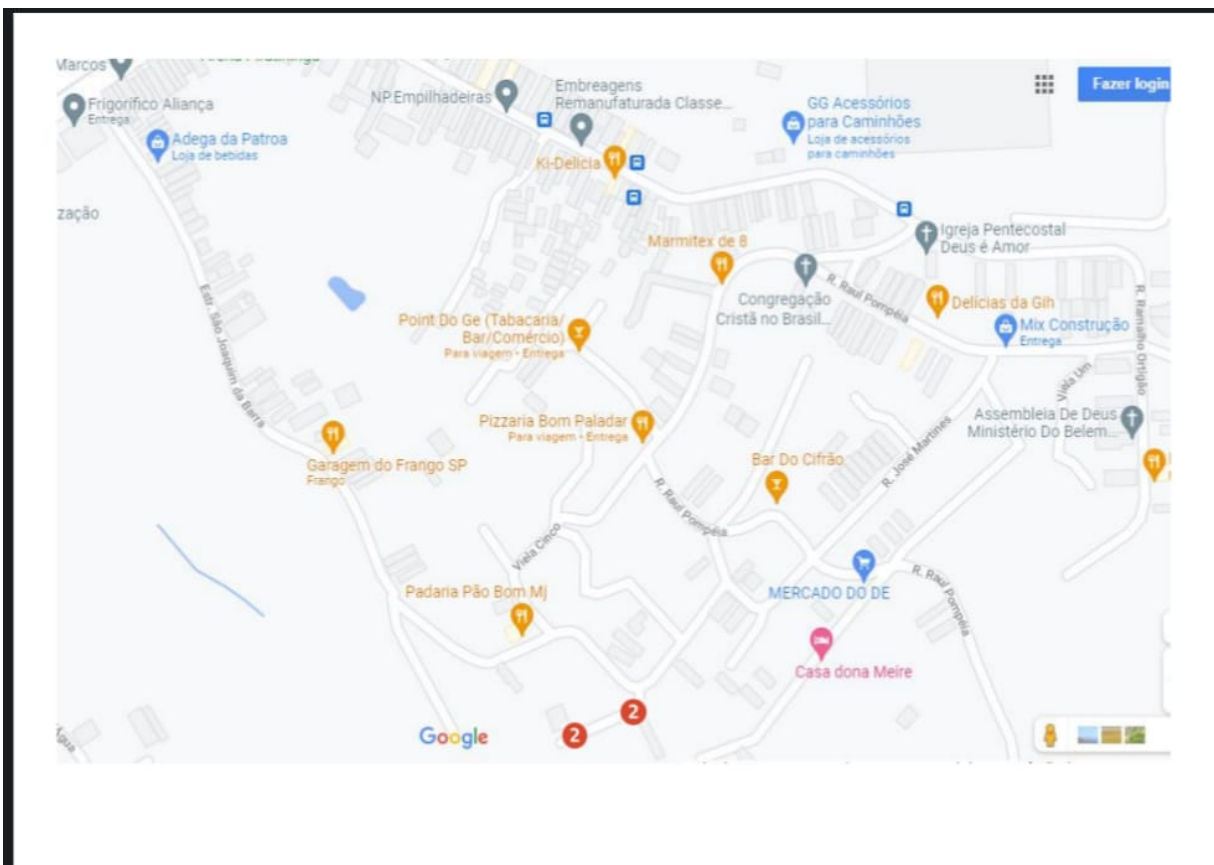 Marcos
Frigorífico Aliança
Entrega
Adega da Patroa
Loja de bebidas
zação
NP.Empilhadeiras
Embreagens
Remanufaturada Classe...
Ki-Delicia
GG Acessórios
para Caminhões
Loja de acessórios
para caminhões
Fazer login
Igreja Pentecostal
Deus é Amor
Marmitex de 8
Congregação
Cristã no Brasil...
R. Raul Pompéia
Delícias da Gih
Mix Construção
Entrega
R. Ramalho Ortigão
Estr. São Joaquim da Barra
Point Do Ge (Tabacaria/
Bar/Comércio)
Para viagem • Entrega
Viela Um
Pizzaria Bom Paladar
Para viagem • Entrega
Assembleia De Deus
Ministério Do Belem...
R. José Martines
Garagem do Frango SP
Frango
Bar Do Cifrão
R. Raul Pompéia
Viela Cinco
Padaria Pão Bom Mj
MERCADO DO DE
R. Raul Pompéia
Casa dona Meire
2
2
Google
Água